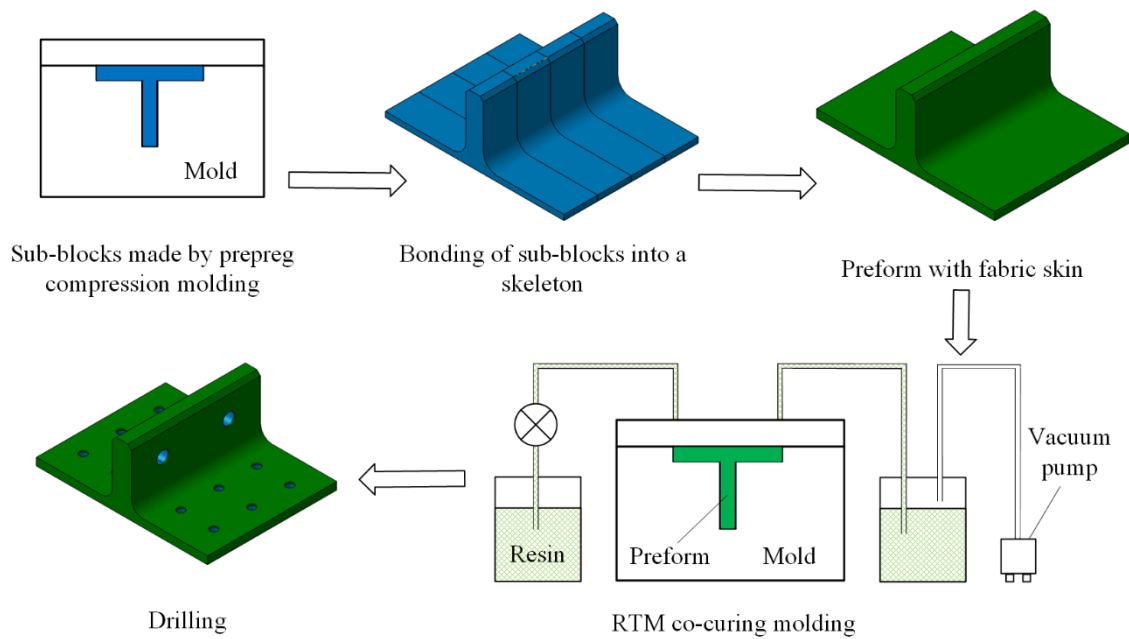 Mold
Sub-blocks made by prepreg
compression molding
Bonding of sub-blocks into a
skeleton
Preform with fabric skin
Vacuum
pump
Resin
Preform
Mold
Drilling
RTM co-curing molding